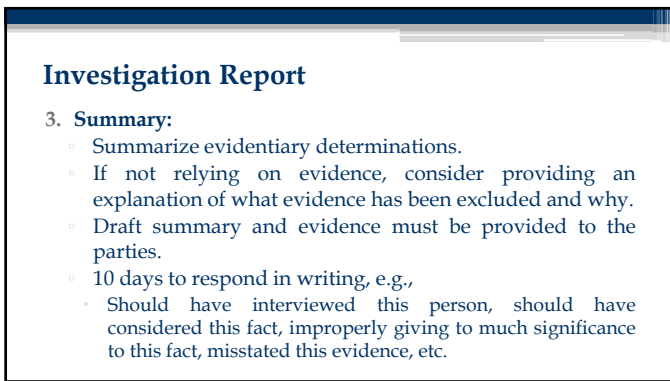 Investigation Report
3. Summary:
▫ Summarize evidentiary determinations.
▫ If not relying on evidence, consider providing an
explanation of what evidence has been excluded and why.
▫ Draft summary and evidence must be provided to the
parties.
▫ 10 days to respond in writing, e.g.,
▫ Should have interviewed this person, should have
considered this fact, improperly giving to much significance
to this fact, misstated this evidence, etc.